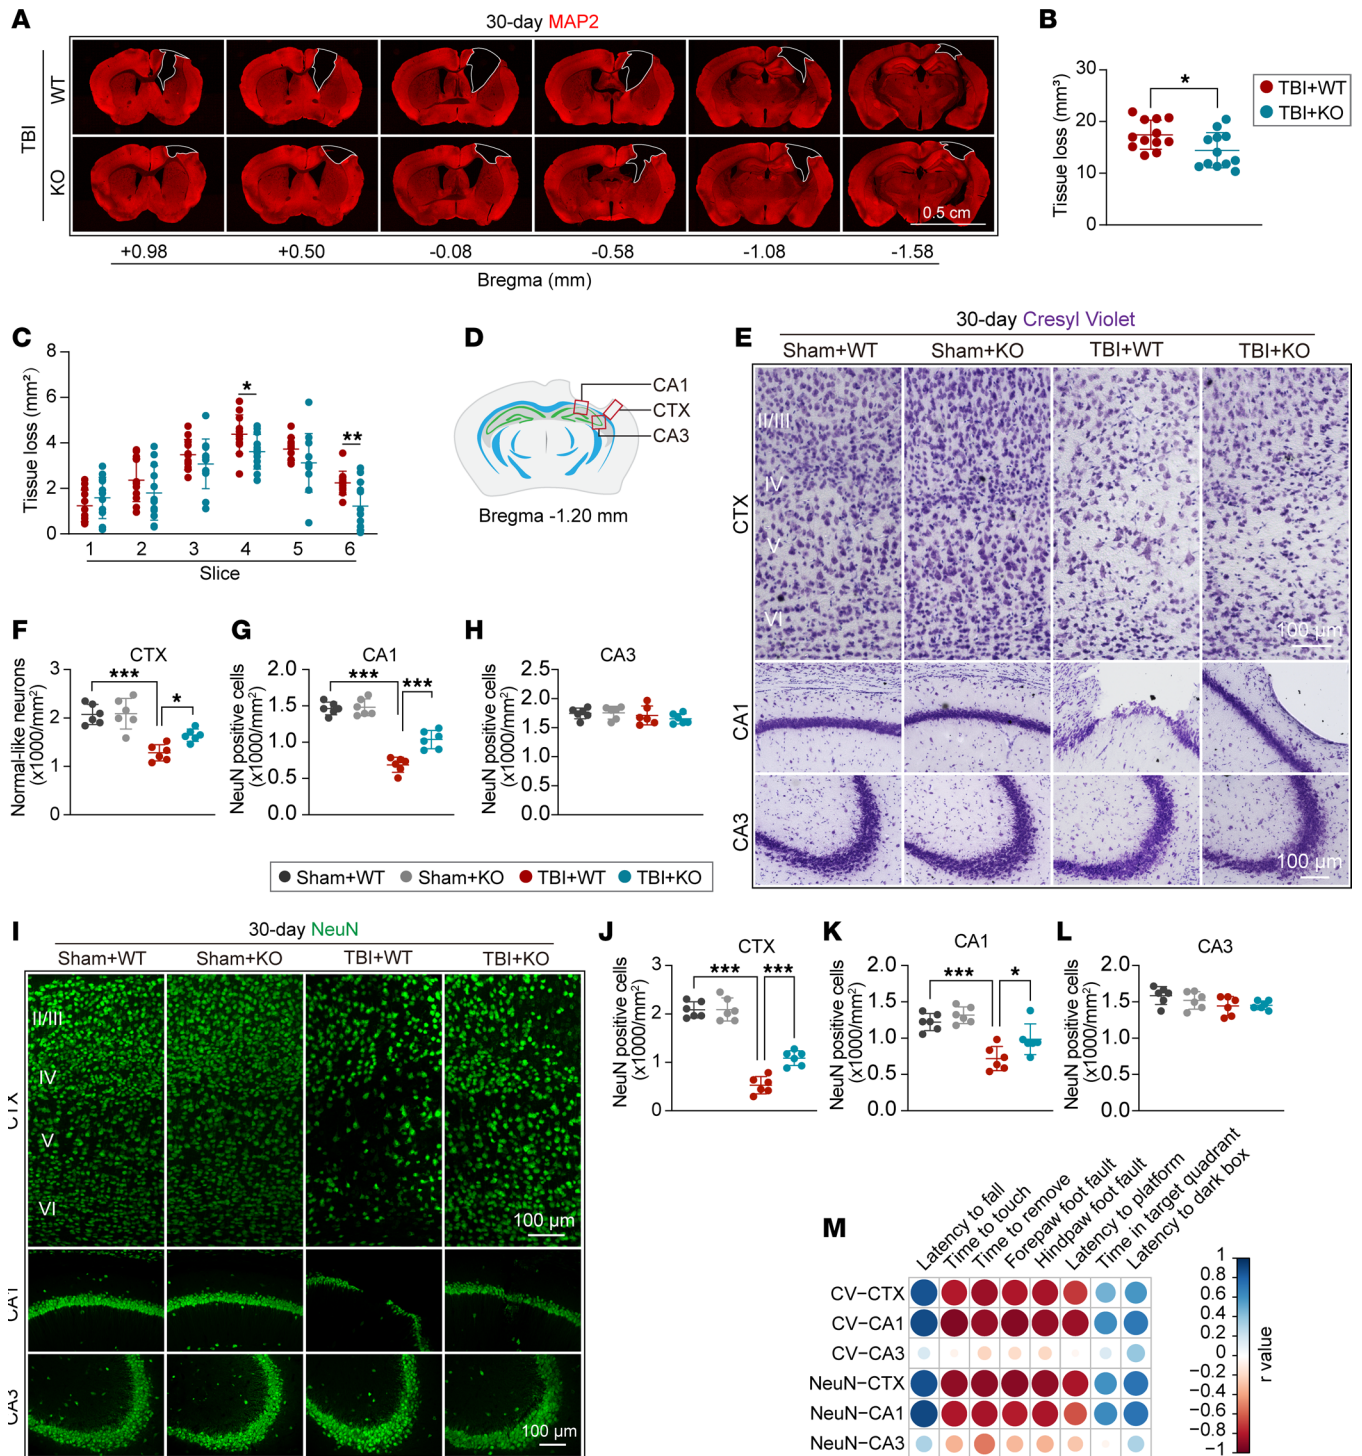 A
30-day MAP2
TBI
WT
KO
0.5 cm
+0.98
+0.50
-0.08
-0.58
-1.08
-1.58
Bregma (mm)
B
Tissue loss (mm³)
30
20
10
0
*
TBI+WT
TBI+KO
C
Tissue loss (mm²)
8
6
4
2
0
*
**
1
2
3
4
5
6
Slice
D
CA1
CTX
CA3
Bregma -1.20 mm
E
30-day Cresyl Violet
Sham+WT
Sham+KO
TBI+WT
TBI+KO
CTX
II/III
IV
V
VI
100 µm
CA1
CA3
100 µm
F
CTX
Normal-like neurons
(x1000/mm²)
3
2
1
0
***
*
G
CA1
NeuN positive cells
(x1000/mm²)
2.0
1.5
1.0
0.5
0.0
***
***
H
CA3
NeuN positive cells
(x1000/mm²)
2.5
2.0
1.5
1.0
0.5
0.0
Sham+WT
Sham+KO
TBI+WT
TBI+KO
I
30-day NeuN
Sham+WT
Sham+KO
TBI+WT
TBI+KO
CTX
II/III
IV
V
VI
100 µm
CA1
CA3
100 µm
J
CTX
NeuN positive cells
(x1000/mm²)
3
2
1
0
***
***
K
CA1
NeuN positive cells
(x1000/mm²)
2.0
1.5
1.0
0.5
0.0
***
*
L
CA3
NeuN positive cells
(x1000/mm²)
2.0
1.5
1.0
0.5
0.0
M
Latency to fall
Time to touch
Time to remove
Forepaw foot fault
Hindpaw foot fault
Latency to platform
Time in target quadrant
Latency to dark box
CV−CTX
CV−CA1
CV−CA3
NeuN−CTX
NeuN−CA1
NeuN−CA3
1
0.8
0.6
0.4
0.2
0
−0.2
−0.4
−0.6
−0.8
−1
r value